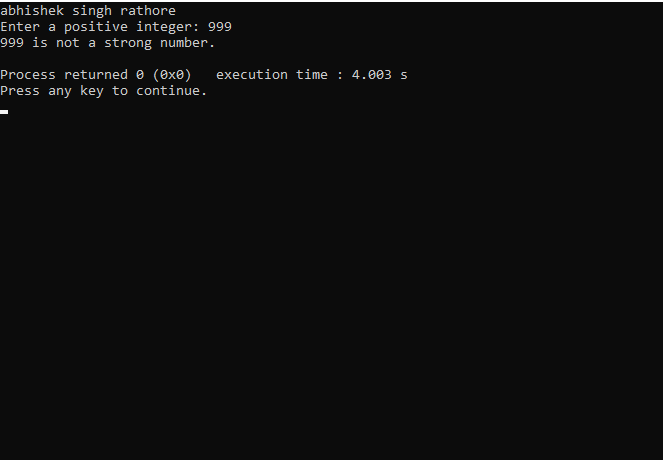 abhishek singh rathore
Enter a positive integer: 999
999 is not a strong number.
Process returned 0 (0x0)   execution time : 4.003 s
Press any key to continue.